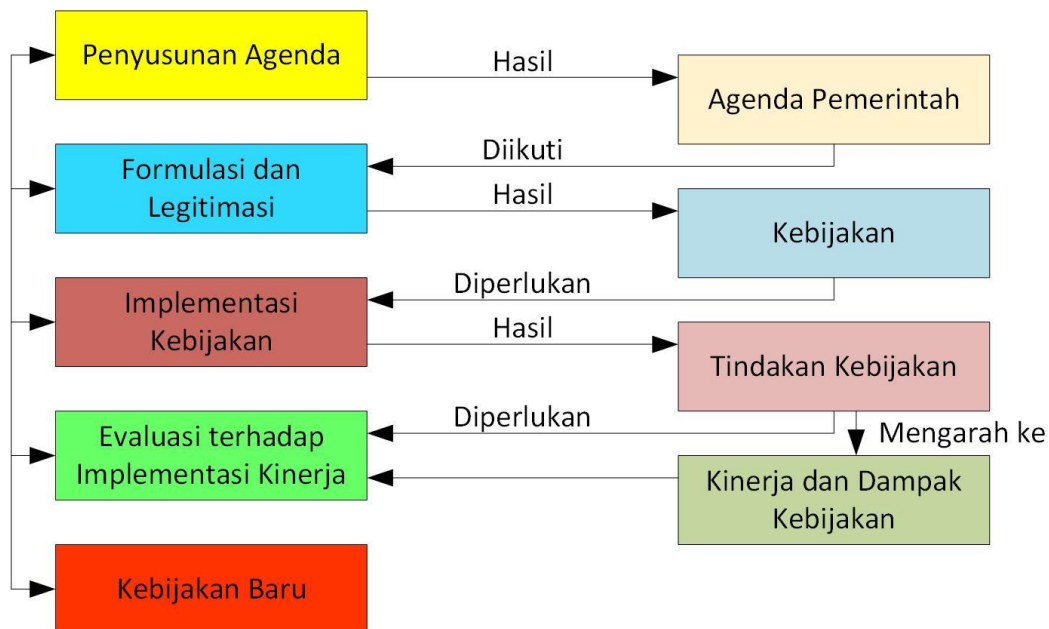 Penyusunan Agenda
Hasil
Agenda Pemerintah
Diikuti
Formulasi dan
Legitimasi
Hasil
Kebijakan
Diperlukan
Implementasi
Kebijakan
Hasil
Tindakan Kebijakan
Diperlukan
Mengarah ke
Evaluasi terhadap
Implementasi Kinerja
Kinerja dan Dampak
Kebijakan
Kebijakan Baru